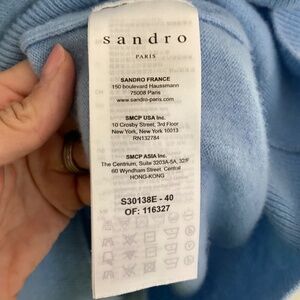 sandro
PARIS
SANDRO FRANCE
150 boulevard Haussmann
75008 Paris
www.sandro-paris.com
SMCP USA Inc.
10 Crosby Street, 3rd Floor
New York, New York 10013
RN132784
SMCP ASIA Inc.
The Centrium, Suite 3203A-5A, 32/F
60 Wyndham Street, Central
HONG-KONG
S30138E - 40
OF: 116327